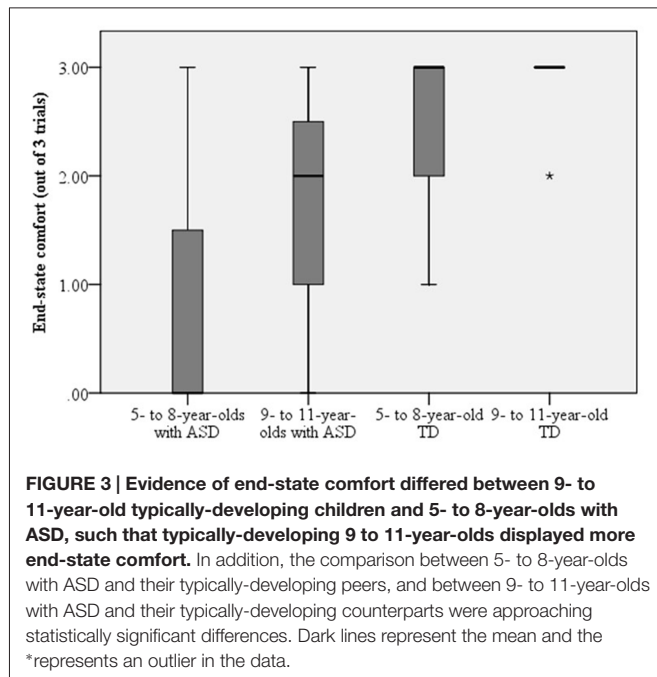 3.00
2.00
1.00
.00
End-state comfort (out of 3 trials)
*
5- to 8-year-olds with ASD
9- to 11-year-olds with ASD
5- to 8-year-old TD
9- to 11-year-old TD
FIGURE 3 | Evidence of end-state comfort differed between 9- to
11-year-old typically-developing children and 5- to 8-year-olds with
ASD, such that typically-developing 9 to 11-year-olds displayed more
end-state comfort. In addition, the comparison between 5- to 8-year-olds
with ASD and their typically-developing peers, and between 9- to 11-year-olds
with ASD and their typically-developing counterparts were approaching
statistically significant differences. Dark lines represent the mean and the
*represents an outlier in the data.